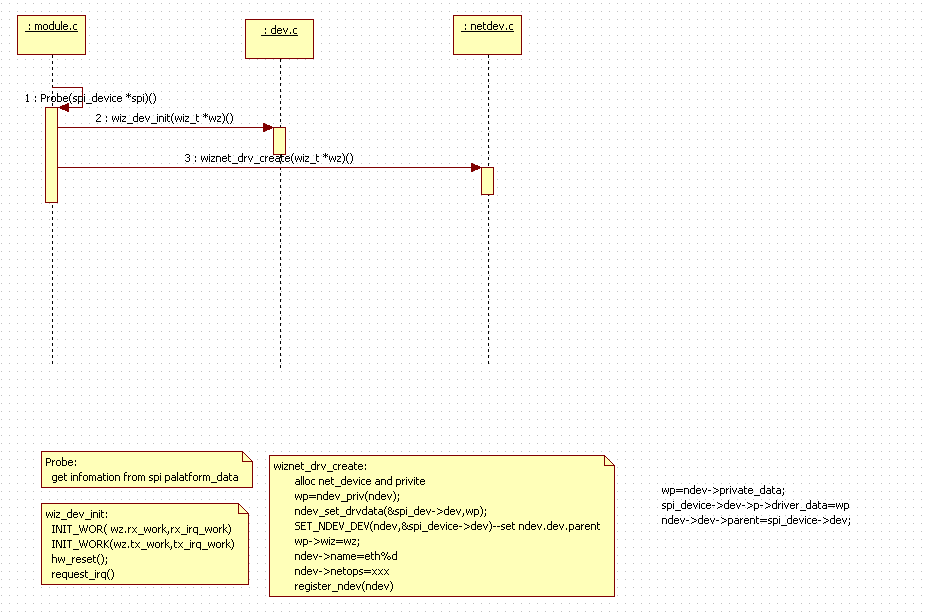 : module.c
: dev.c
: netdev.c
1 : Probe(spi_device *spi)()
2 : wiz_dev_init(wiz_t *wz)()
3 : wiznet_drv_create(wiz_t *wz)()
Probe:
get infomation from spi palatform_data
wiz_dev_init:
INIT_WOR( wz.rx_work,rx_irq_work)
INIT_WORK(wz.tx_work,tx_irq_work)
hw_reset();
request_irq()
wiznet_drv_create:
alloc net_device and privite
wp=ndev_priv(ndev);
ndev_set_drvdata(&spi_dev->dev,wp);
SET_NDEV_DEV(ndev,&spi_device->dev)--set ndev.dev.parent
wp->wiz=wz;
ndev->name=eth%d
ndev->netops=xxx
register_ndev(ndev)
wp=ndev->private_data;
spi_device->dev->p->driver_data=wp
ndev->dev->parent=spi_device->dev;